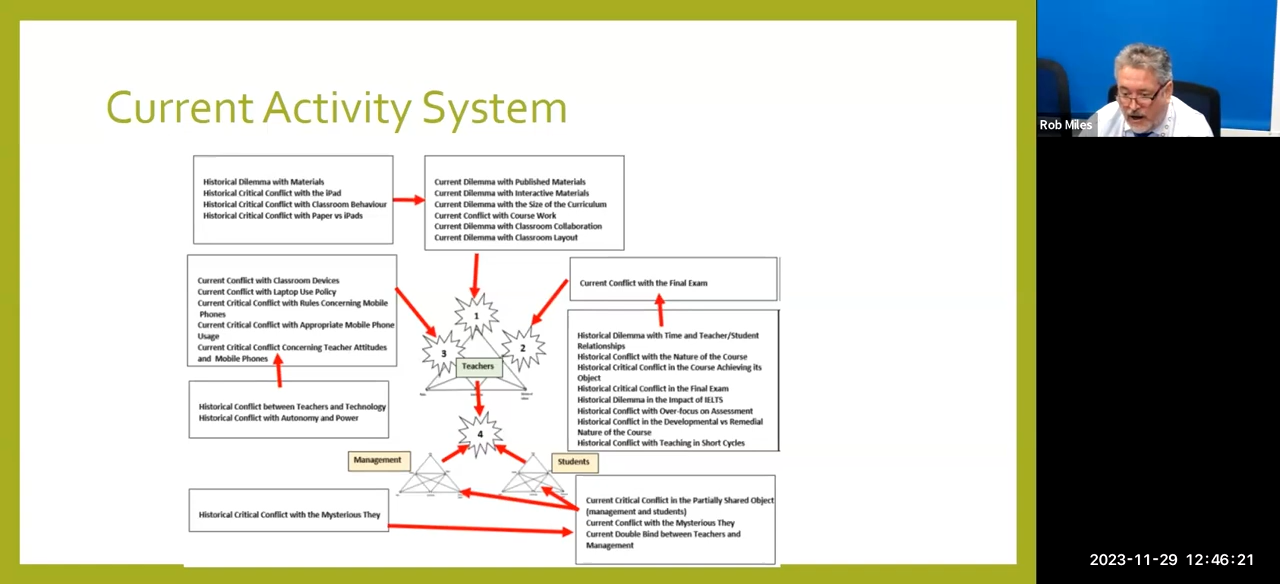 Current Activity System
Rob Miles
Historical Dilemma with Materials
Historical Critical Conflict with the iPad
Historical Critical Conflict with Classroom Behaviour
Historical Critical Conflict with Paper vs iPads
Current Dilemma with Published Materials
Current Dilemma with Interactive Materials
Current Dilemma with the Size of the Curriculum
Current Conflict with Course Work
Current Dilemma with Classroom Collaboration
Current Dilemma with Classroom Layout
Current Conflict with Classroom Devices
Current Conflict with Laptop Use Policy
Current Critical Conflict with Rules Concerning Mobile
Phones
Current Critical Conflict with Appropriate Mobile Phone
Usage
Current Critical Conflict Concerning Teacher Attitudes
and Mobile Phones
Current Conflict with the Final Exam
1
2
3
Teachers
Historical Dilemma with Time and Teacher/Student
Relationships
Historical Conflict with the Nature of the Course
Historical Critical Conflict in the Course Achieving its
Object
Historical Critical Conflict in the Final Exam
Historical Dilemma in the Impact of IELTS
Historical Conflict with Over-focus on Assessment
Historical Conflict in the Developmental vs Remedial
Nature of the Course
Historical Conflict with Teaching in Short Cycles
Historical Conflict between Teachers and Technology
Historical Conflict with Autonomy and Power
4
Management
Students
Historical Critical Conflict with the Mysterious They
Current Critical Conflict in the Partially Shared Object
(management and students)
Current Conflict with the Mysterious They
Current Double Bind between Teachers and
Management
2023-11-29 12:46:21